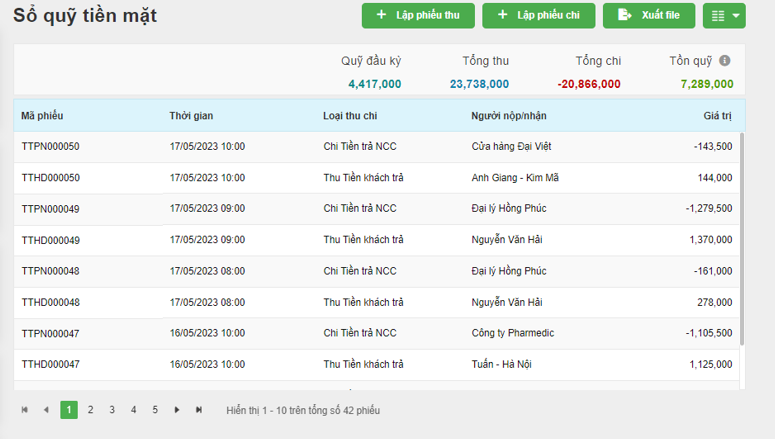 Sổ quỹ tiền mặt
+ Lập phiếu thu + Lập phiếu chi Xuất file
Quỹ đầu kỳ Tổng thu Tổng chi Tồn quỹ
4,417,000 23,738,000 -20,866,000 7,289,000
Mã phiếu Thời gian Loại thu chi Người nộp/nhận Giá trị
TTPN000050 17/05/2023 10:00 Chi Tiền trả NCC Cửa hàng Đại Việt -143,500
TTHD000050 17/05/2023 10:00 Thu Tiền khách trả Anh Giang - Kim Mã 144,000
TTPN000049 17/05/2023 09:00 Chi Tiền trả NCC Đại lý Hồng Phúc -1,279,500
TTHD000049 17/05/2023 09:00 Thu Tiền khách trả Nguyễn Văn Hải 1,370,000
TTPN000048 17/05/2023 08:00 Chi Tiền trả NCC Đại lý Hồng Phúc -161,000
TTHD000048 17/05/2023 08:00 Thu Tiền khách trả Nguyễn Văn Hải 278,000
TTPN000047 16/05/2023 10:00 Chi Tiền trả NCC Công ty Pharmedic -1,105,500
TTHD000047 16/05/2023 10:00 Thu Tiền khách trả Tuấn - Hà Nội 1,125,000
1 2 3 4 5 Hiển thị 1 - 10 trên tổng số 42 phiếu